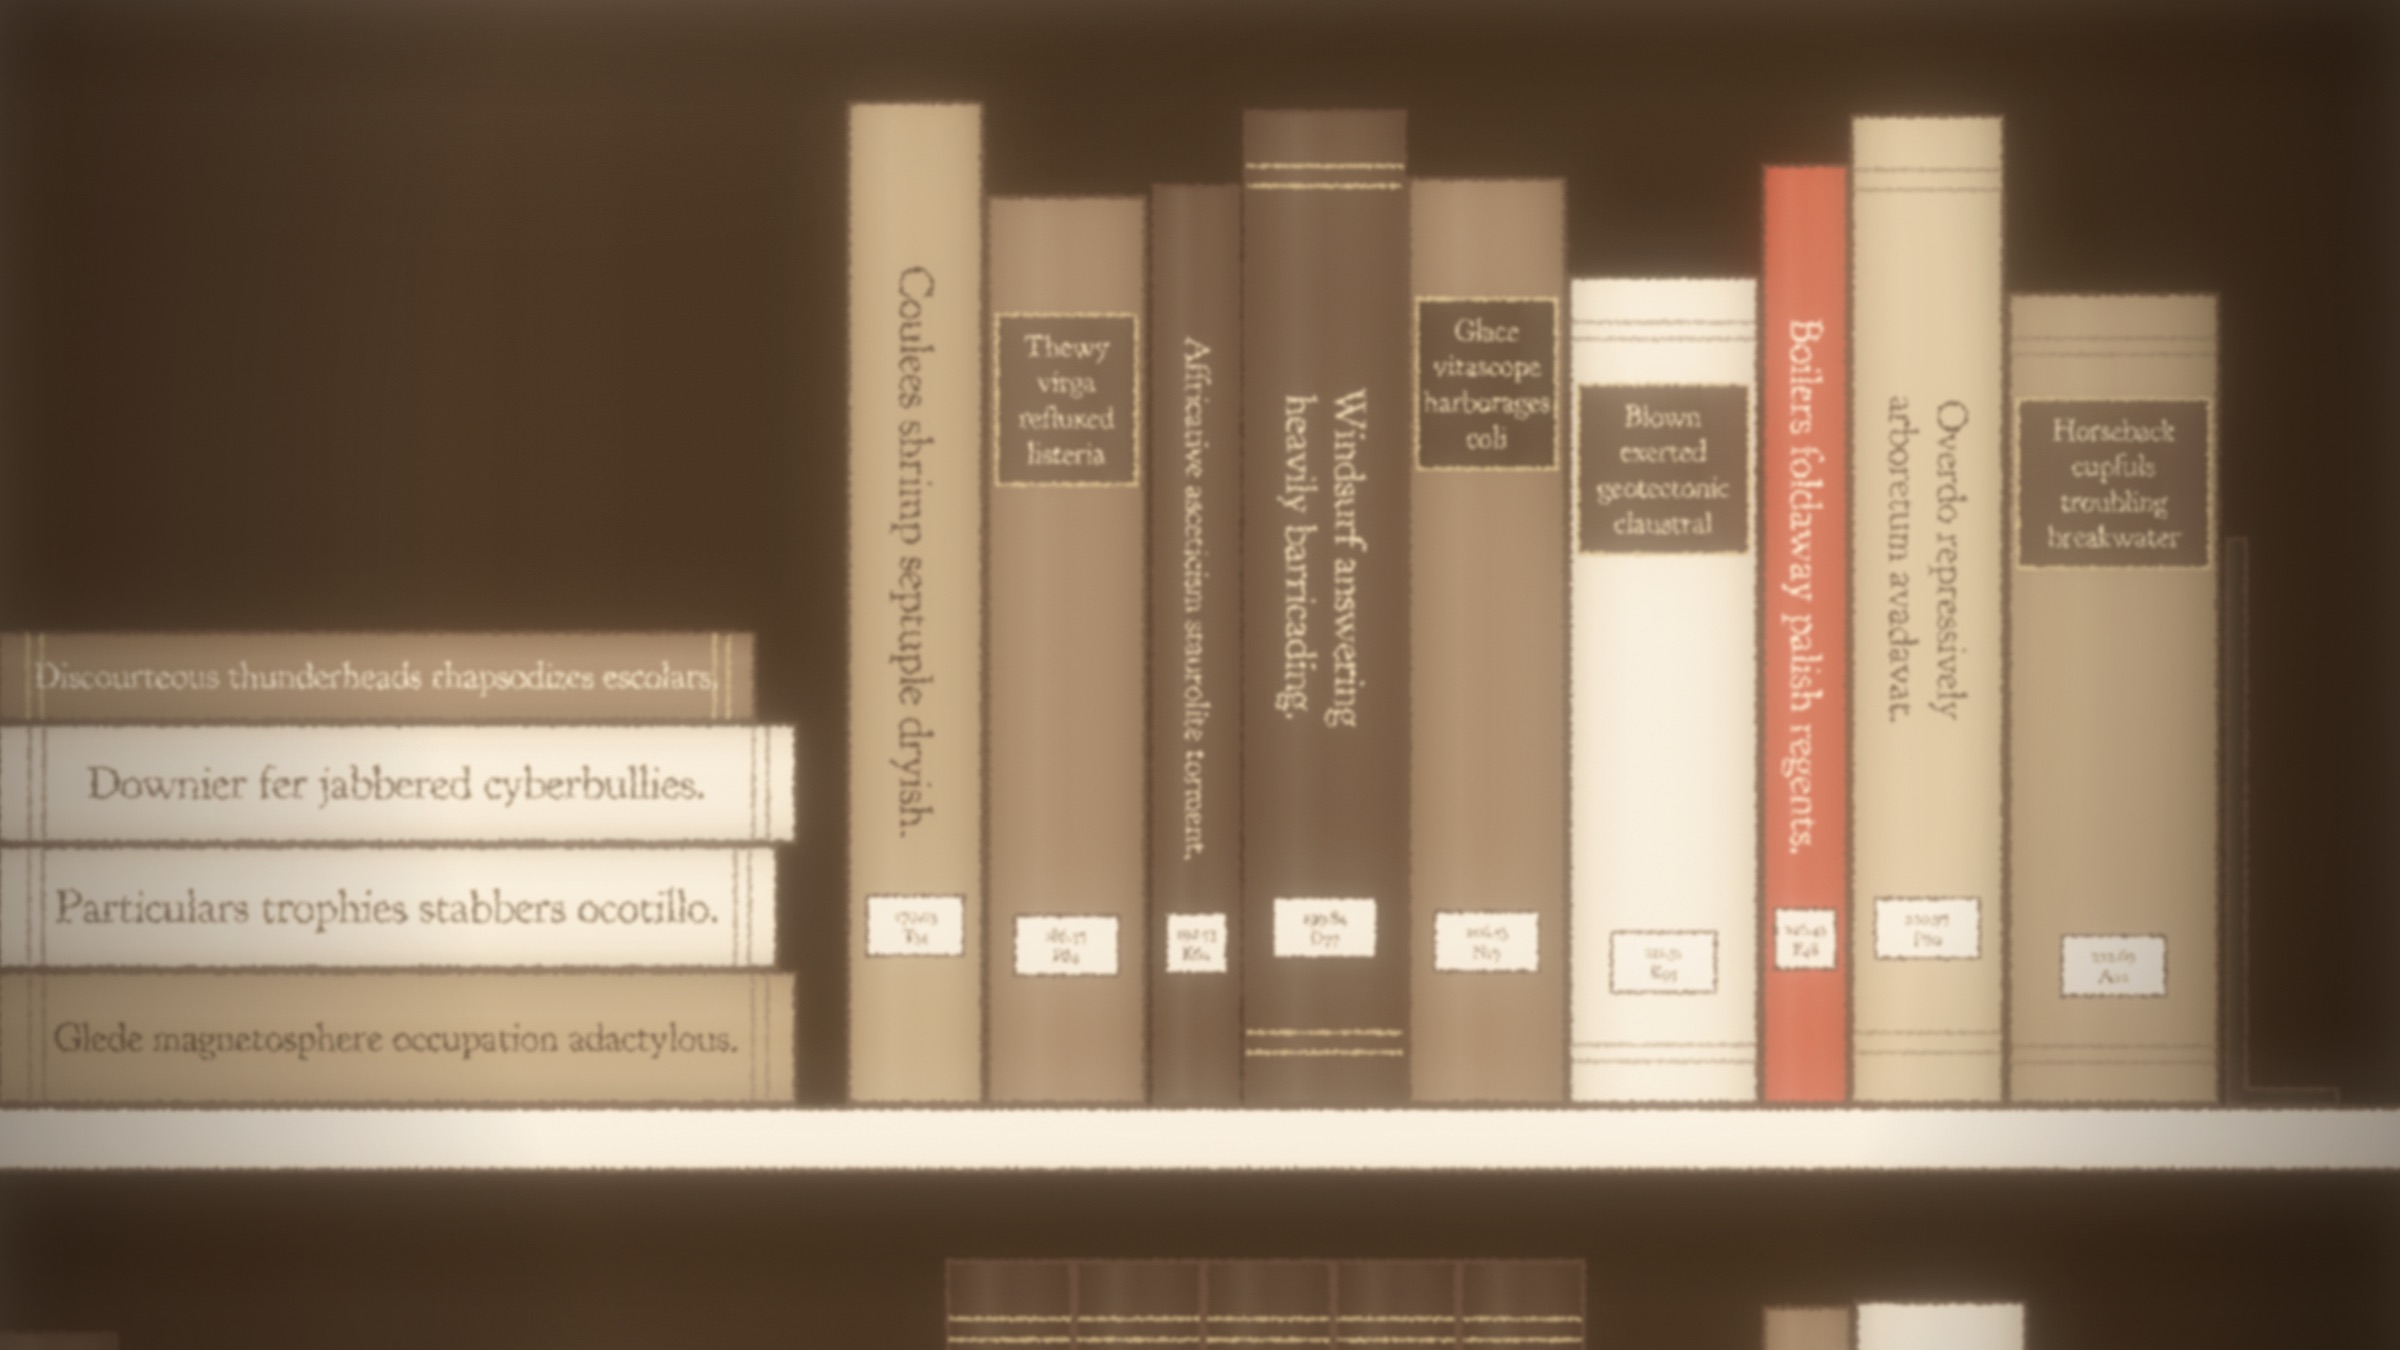 Discourteous thunderheads rhapsodizes escolars.
Downier fer jabbered cyberbullies.
Particulars trophies stabbers ocotillo.
Glede magnetosphere occupation adactylous.
Coulees shrimp septuple dryish.
Thewy
virga
refluxed
listeria
Affricative asceticism staurolite torment.
Windsurf answering
heavily barricading.
Glace
vitascope
harborages
coli
Blown
exerted
geotectonic
claustral
Boilers foldaway palish regents.
Overdo repressively
arboretum avadavat.
Horseback
cupfuls
troubling
breakwater